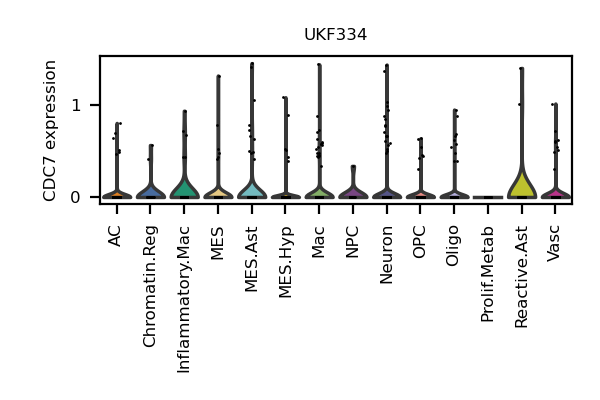 UKF334
CDC7 expression
1
0
AC
Chromatin.Reg
Inflammatory.Mac
MES
MES.Ast
MES.Hyp
Mac
NPC
Neuron
OPC
Oligo
Prolif.Metab
Reactive.Ast
Vasc